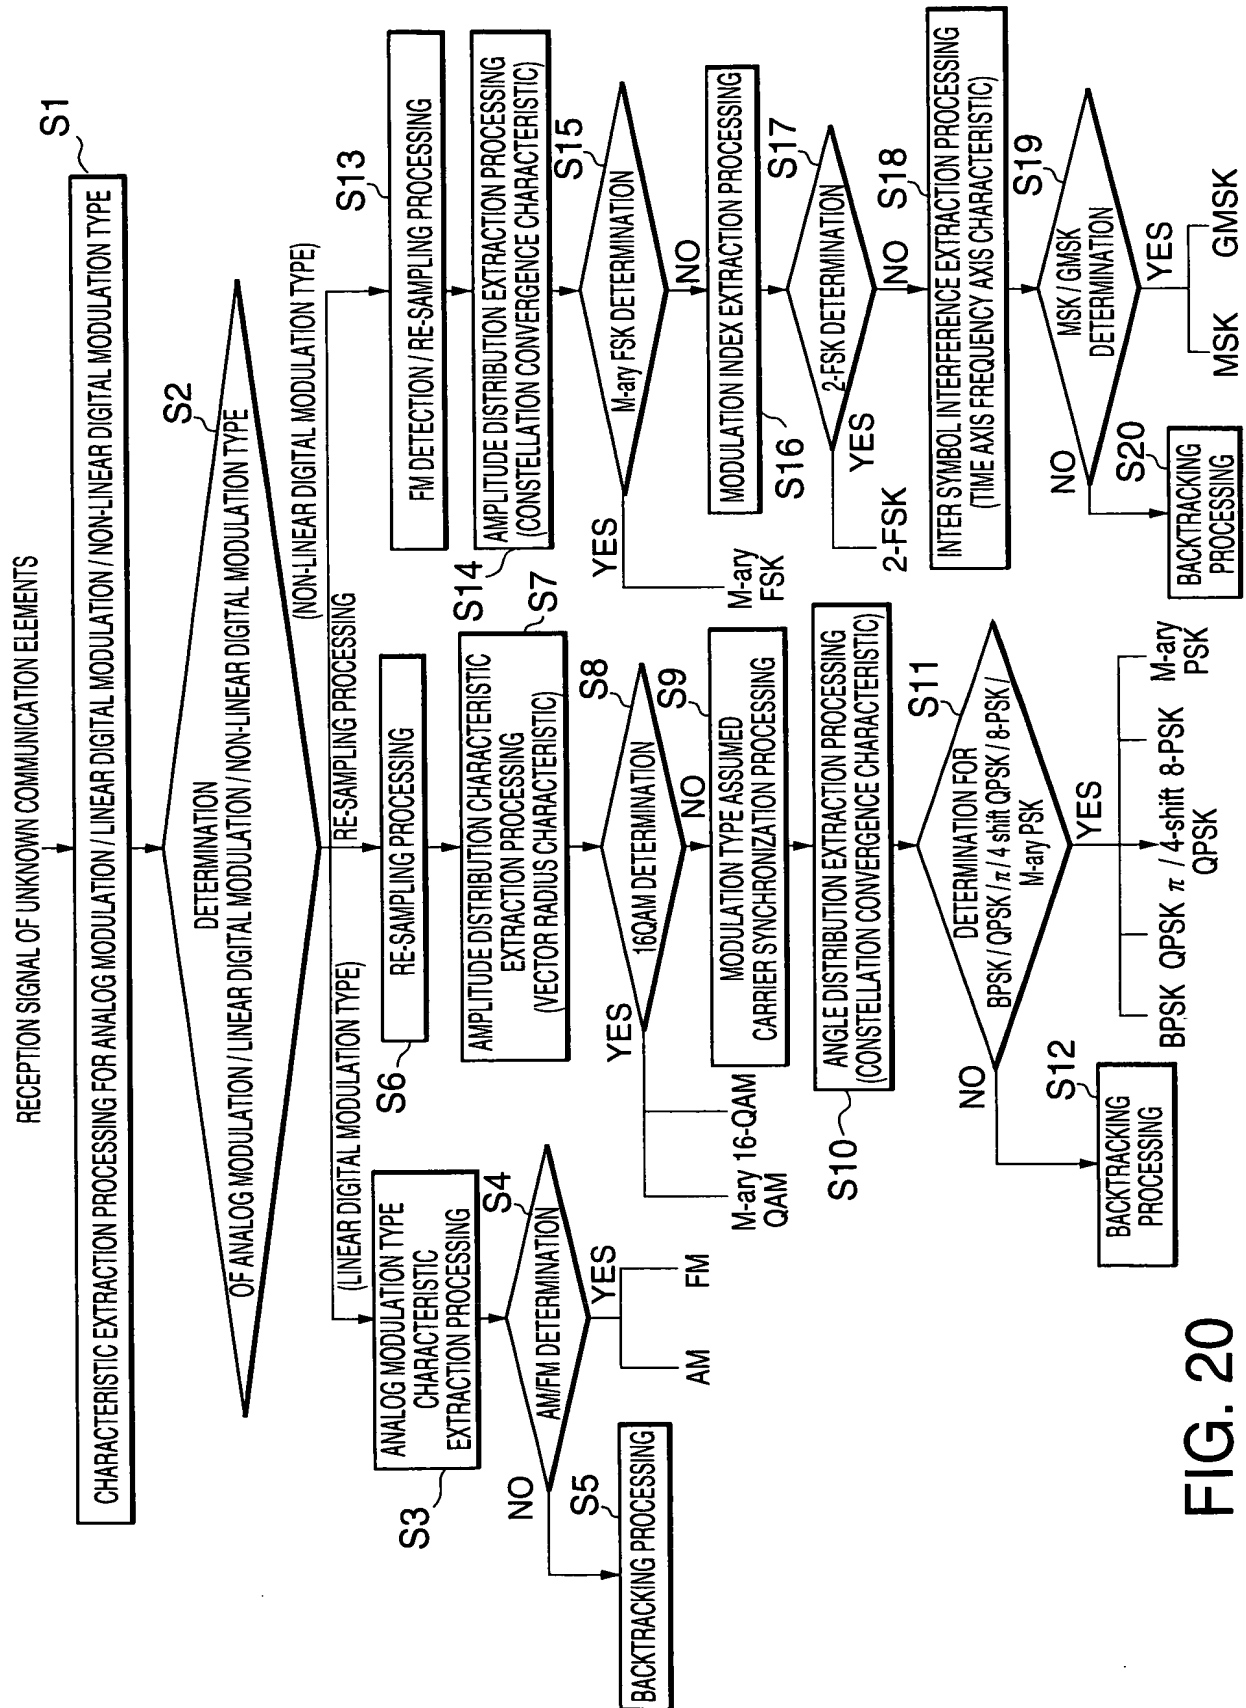 RECEPTION SIGNAL OF UNKNOWN COMMUNICATION ELEMENTS
S1
CHARACTERISTIC EXTRACTION PROCESSING FOR ANALOG MODULATION / LINEAR DIGITAL MODULATION / NON-LINEAR DIGITAL MODULATION TYPE
S2
DETERMINATION
OF ANALOG MODULATION / LINEAR DIGITAL MODULATION / NON-LINEAR DIGITAL MODULATION TYPE
(LINEAR DIGITAL MODULATION TYPE)
RE-SAMPLING PROCESSING
(NON-LINEAR DIGITAL MODULATION TYPE)
S3
ANALOG MODULATION TYPE
CHARACTERISTIC
EXTRACTION PROCESSING
S4
AM/FM DETERMINATION
NO
YES
AM
FM
S5
BACKTRACKING PROCESSING
S6
RE-SAMPLING PROCESSING
S7
AMPLITUDE DISTRIBUTION CHARACTERISTIC
EXTRACTION PROCESSING
(VECTOR RADIUS CHARACTERISTIC)
S8
16QAM DETERMINATION
YES
NO
M-ary
QAM
16-QAM
S9
MODULATION TYPE ASSUMED
CARRIER SYNCHRONIZATION PROCESSING
S10
ANGLE DISTRIBUTION EXTRACTION PROCESSING
(CONSTELLATION CONVERGENCE CHARACTERISTIC)
S11
DETERMINATION FOR
BPSK / QPSK / π / 4 shift QPSK / 8-PSK /
M-ary PSK
NO
YES
S12
BACKTRACKING
PROCESSING
BPSK
QPSK
π / 4-shift
QPSK
8-PSK
M-ary
PSK
S13
FM DETECTION / RE-SAMPLING PROCESSING
S14
AMPLITUDE DISTRIBUTION EXTRACTION PROCESSING
(CONSTELLATION CONVERGENCE CHARACTERISTIC)
S15
M-ary FSK DETERMINATION
YES
NO
M-ary
FSK
S16
MODULATION INDEX EXTRACTION PROCESSING
S17
2-FSK DETERMINATION
YES
NO
2-FSK
S18
INTER SYMBOL INTERFERENCE EXTRACTION PROCESSING
(TIME AXIS FREQUENCY AXIS CHARACTERISTIC)
S19
MSK / GMSK
DETERMINATION
NO
YES
S20
BACKTRACKING
PROCESSING
MSK
GMSK
FIG. 20